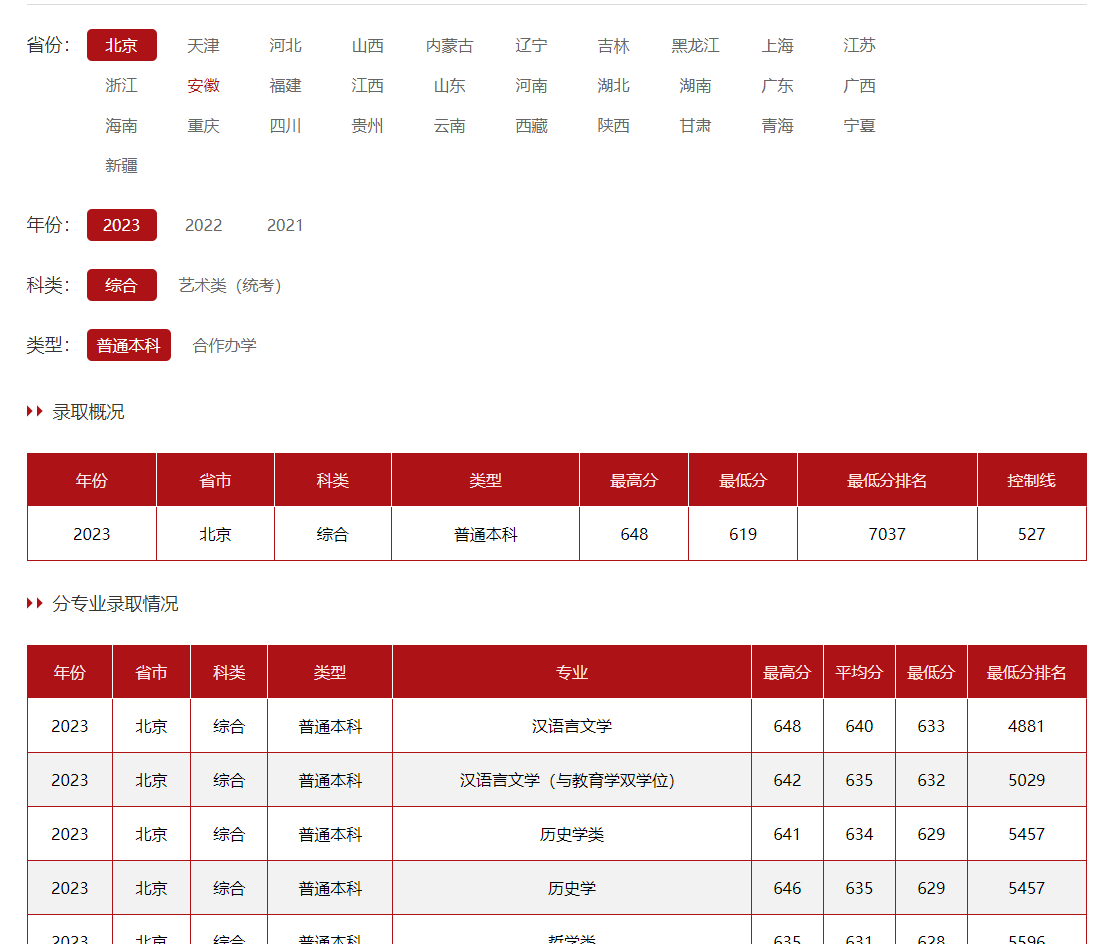 省份： 北京 天津 河北 山西 内蒙古 辽宁 吉林 黑龙江 上海 江苏
浙江 安徽 福建 江西 山东 河南 湖北 湖南 广东 广西
海南 重庆 四川 贵州 云南 西藏 陕西 甘肃 青海 宁夏
新疆
年份： 2023 2022 2021
科类： 综合 艺术类（统考）
类型： 普通本科 合作办学
录取概况
年份 省市 科类 类型 最高分 最低分 最低分排名 控制线
2023 北京 综合 普通本科 648 619 7037 527
分专业录取情况
年份 省市 科类 类型 专业 最高分 平均分 最低分 最低分排名
2023 北京 综合 普通本科 汉语言文学 648 640 633 4881
2023 北京 综合 普通本科 汉语言文学（与教育学双学位） 642 635 632 5029
2023 北京 综合 普通本科 历史学类 641 634 629 5457
2023 北京 综合 普通本科 历史学 646 635 629 5457
2023 北京 综合 普通本科 哲学类 635 631 628 5596